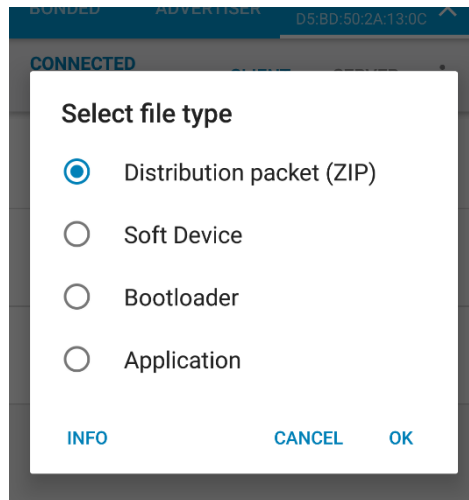 BONDED ADVERTISER
D5:BD:50:2A:13:0C
CONNECTED
CLIENT SERVER
Select file type
Distribution packet (ZIP)
Soft Device
Bootloader
Application
INFO CANCEL OK